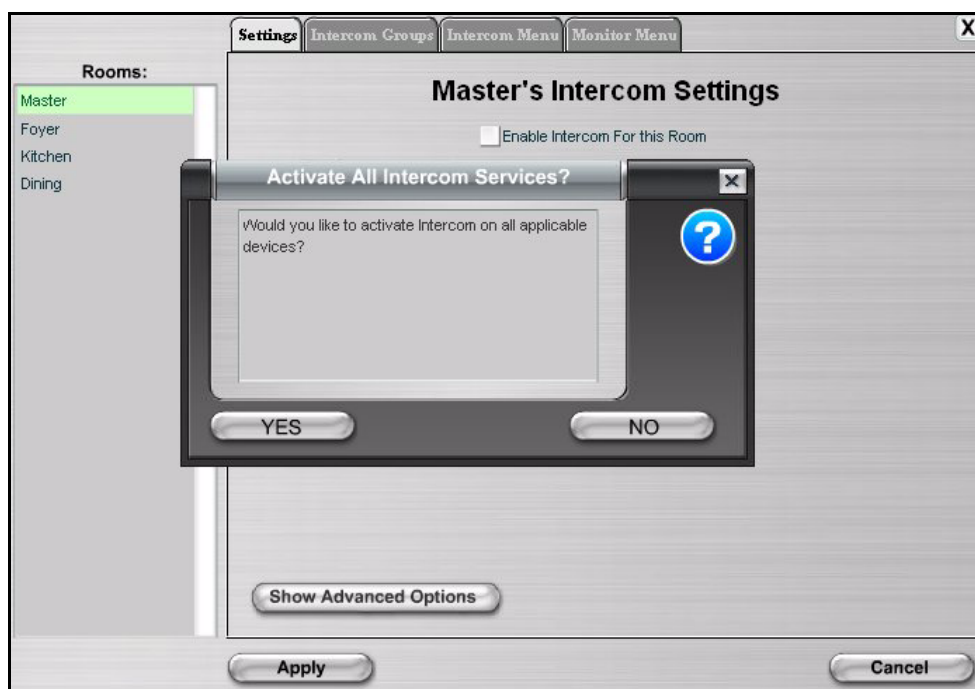 Settings Intercom Groups Intercom Menu Monitor Menu X
Rooms:
Master
Foyer
Kitchen
Dining
Master's Intercom Settings
Enable Intercom For this Room
Activate All Intercom Services?
Would you like to activate Intercom on all applicable
devices?
?
YES NO
Show Advanced Options
Apply Cancel